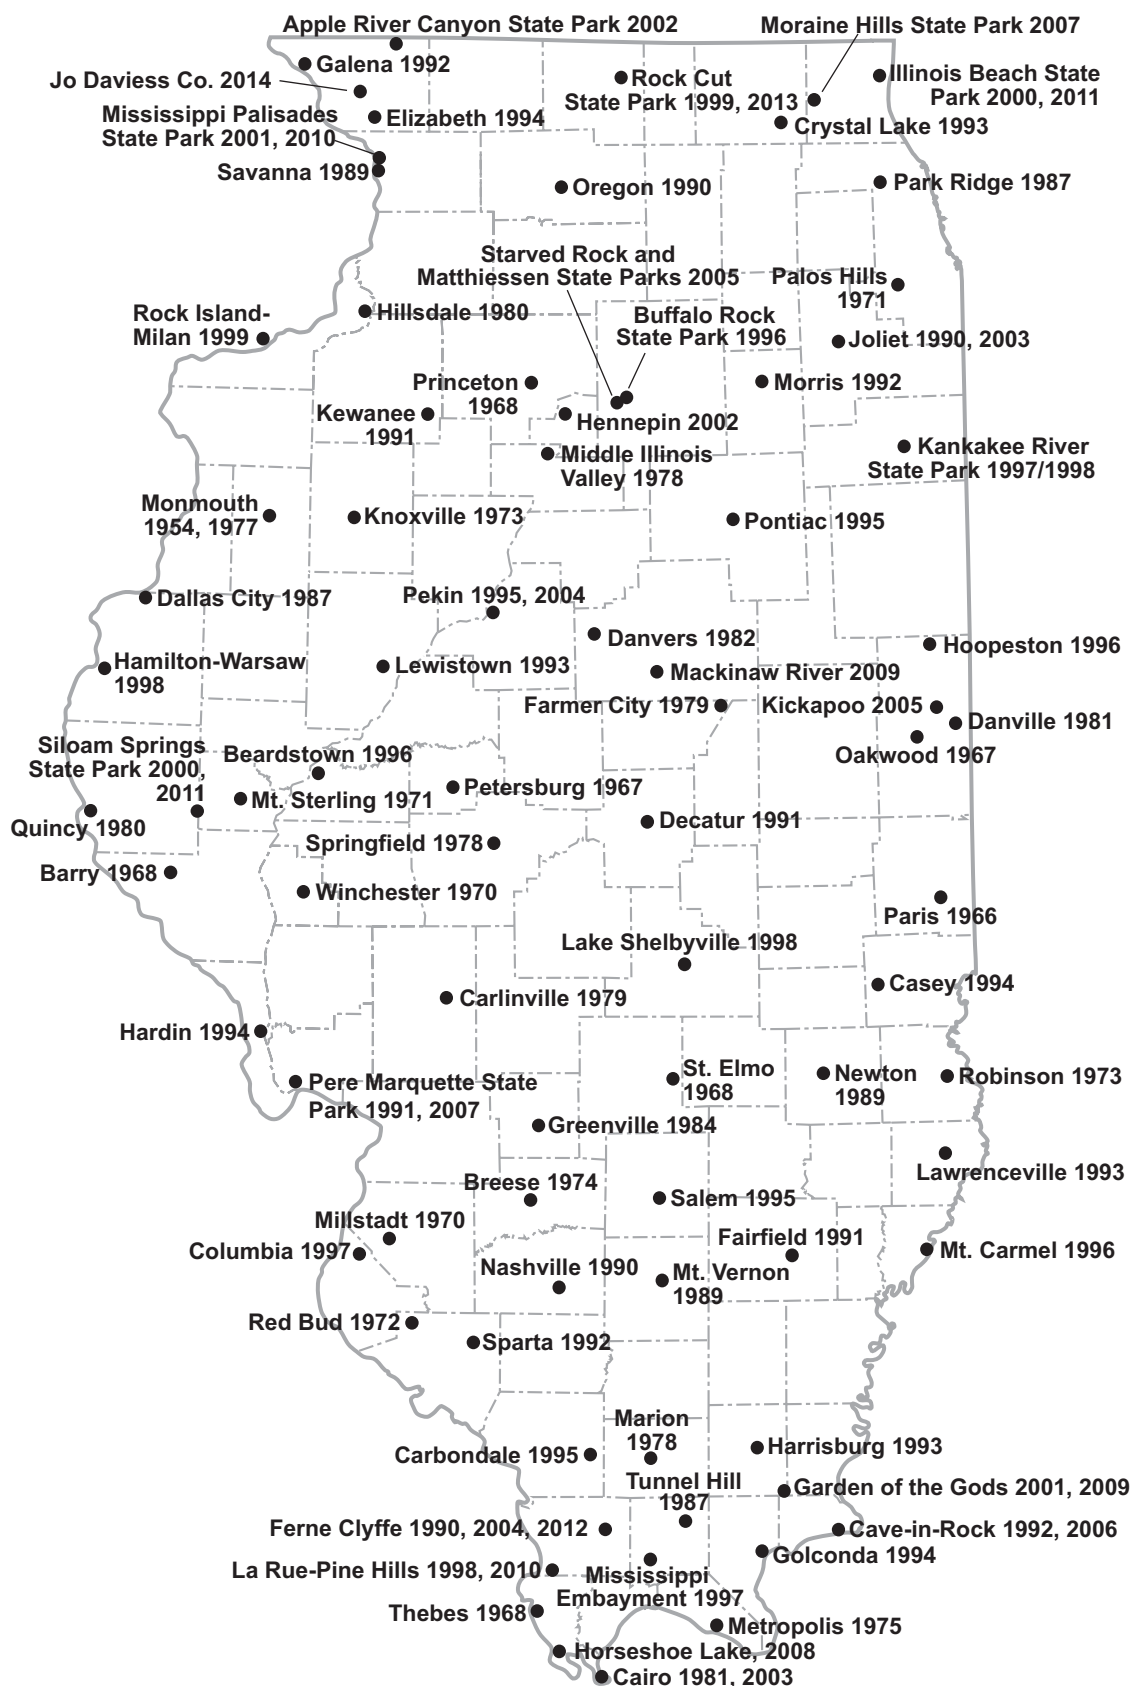 Apple River Canyon State Park 2002
Moraine Hills State Park 2007
Galena 1992
Jo Daviess Co. 2014
Rock Cut
State Park 1999, 2013
Illinois Beach State
Park 2000, 2011
Mississippi Palisades
State Park 2001, 2010
Elizabeth 1994
Crystal Lake 1993
Savanna 1989
Oregon 1990
Park Ridge 1987
Starved Rock and
Matthiessen State Parks 2005
Palos Hills
1971
Rock Island-
Milan 1999
Hillsdale 1980
Buffalo Rock
State Park 1996
Joliet 1990, 2003
Princeton
1968
Morris 1992
Kewanee
1991
Hennepin 2002
Middle Illinois
Valley 1978
Kankakee River
State Park 1997/1998
Monmouth
1954, 1977
Knoxville 1973
Pontiac 1995
Dallas City 1987
Pekin 1995, 2004
Danvers 1982
Hoopeston 1996
Hamilton-Warsaw
1998
Lewistown 1993
Mackinaw River 2009
Farmer City 1979
Kickapoo 2005
Danville 1981
Oakwood 1967
Siloam Springs
State Park 2000,
2011
Beardstown 1996
Petersburg 1967
Mt. Sterling 1971
Quincy 1980
Decatur 1991
Springfield 1978
Barry 1968
Winchester 1970
Paris 1966
Lake Shelbyville 1998
Casey 1994
Carlinville 1979
Hardin 1994
Pere Marquette State
Park 1991, 2007
St. Elmo
1968
Newton
1989
Robinson 1973
Greenville 1984
Lawrenceville 1993
Breese 1974
Salem 1995
Millstadt 1970
Columbia 1997
Fairfield 1991
Mt. Carmel 1996
Nashville 1990
Mt. Vernon
1989
Red Bud 1972
Sparta 1992
Marion
1978
Carbondale 1995
Harrisburg 1993
Tunnel Hill
1987
Garden of the Gods 2001, 2009
Ferne Clyffe 1990, 2004, 2012
Cave-in-Rock 1992, 2006
Golconda 1994
La Rue-Pine Hills 1998, 2010
Mississippi
Embayment 1997
Thebes 1968
Metropolis 1975
Horseshoe Lake, 2008
Cairo 1981, 2003